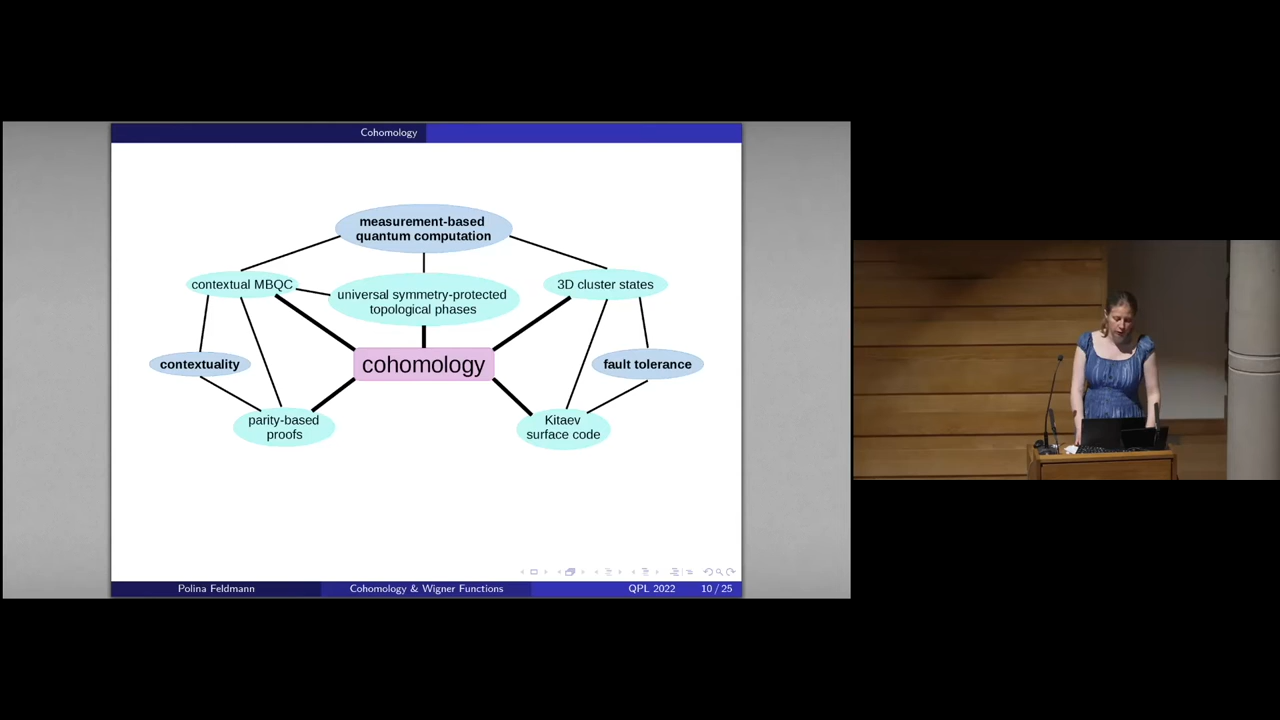 Cohomology
measurement-based
quantum computation
contextual MBQC
universal symmetry-protected
topological phases
3D cluster states
contextuality
cohomology
fault tolerance
parity-based
proofs
Kitaev
surface code
Polina Feldmann
Cohomology & Wigner Functions
QPL 2022
10 / 25